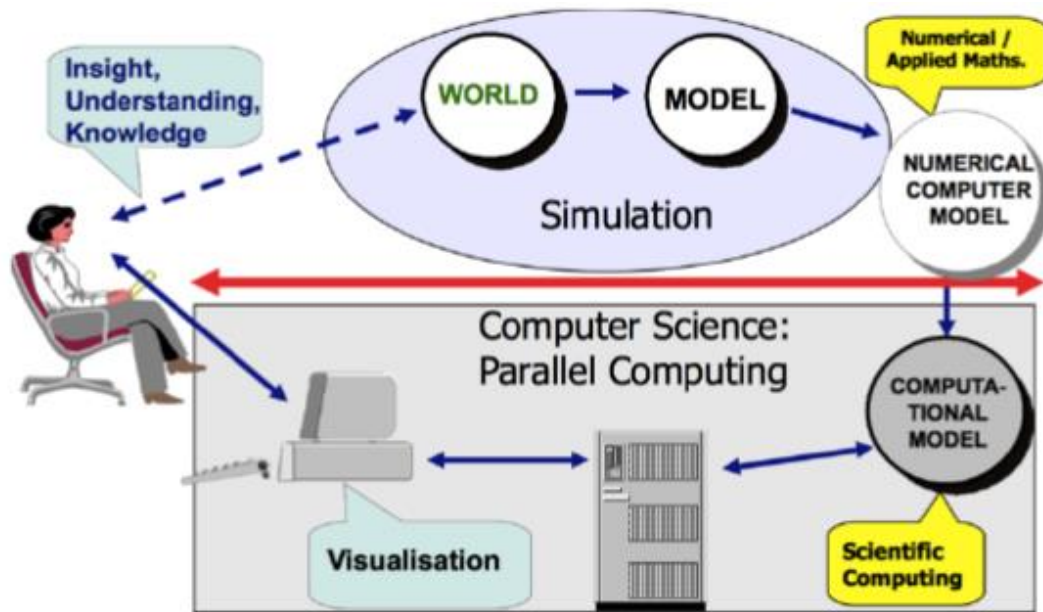 Insight,
Understanding,
Knowledge
WORLD
MODEL
Simulation
Numerical /
Applied Maths.
NUMERICAL
COMPUTER
MODEL
Computer Science:
Parallel Computing
COMPUTA-
TIONAL
MODEL
Visualisation
Scientific
Computing